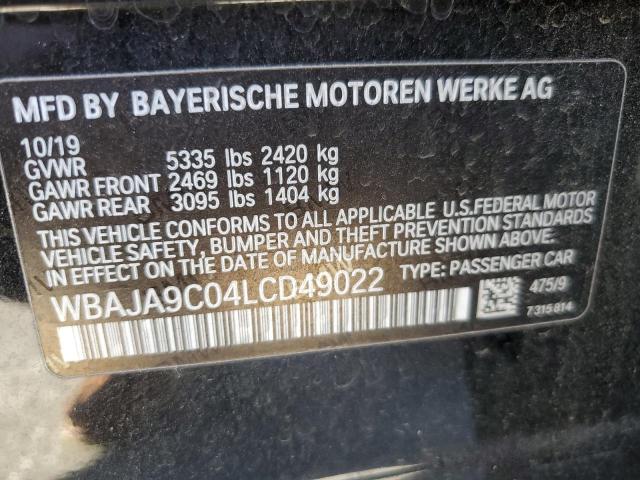 MFD BY BAYERISCHE MOTOREN WERKE AG
10/19
GVWR 5335 lbs 2420 kg
GAWR FRONT 2469 lbs 1120 kg
GAWR REAR 3095 lbs 1404 kg
THIS VEHICLE CONFORMS TO ALL APPLICABLE U.S.FEDERAL MOTOR
VEHICLE SAFETY, BUMPER AND THEFT PREVENTION STANDARDS
IN EFFECT ON THE DATE OF MANUFACTURE SHOWN ABOVE.
WBAJA9C04LCD49022 TYPE: PASSENGER CAR
475/9
7315814